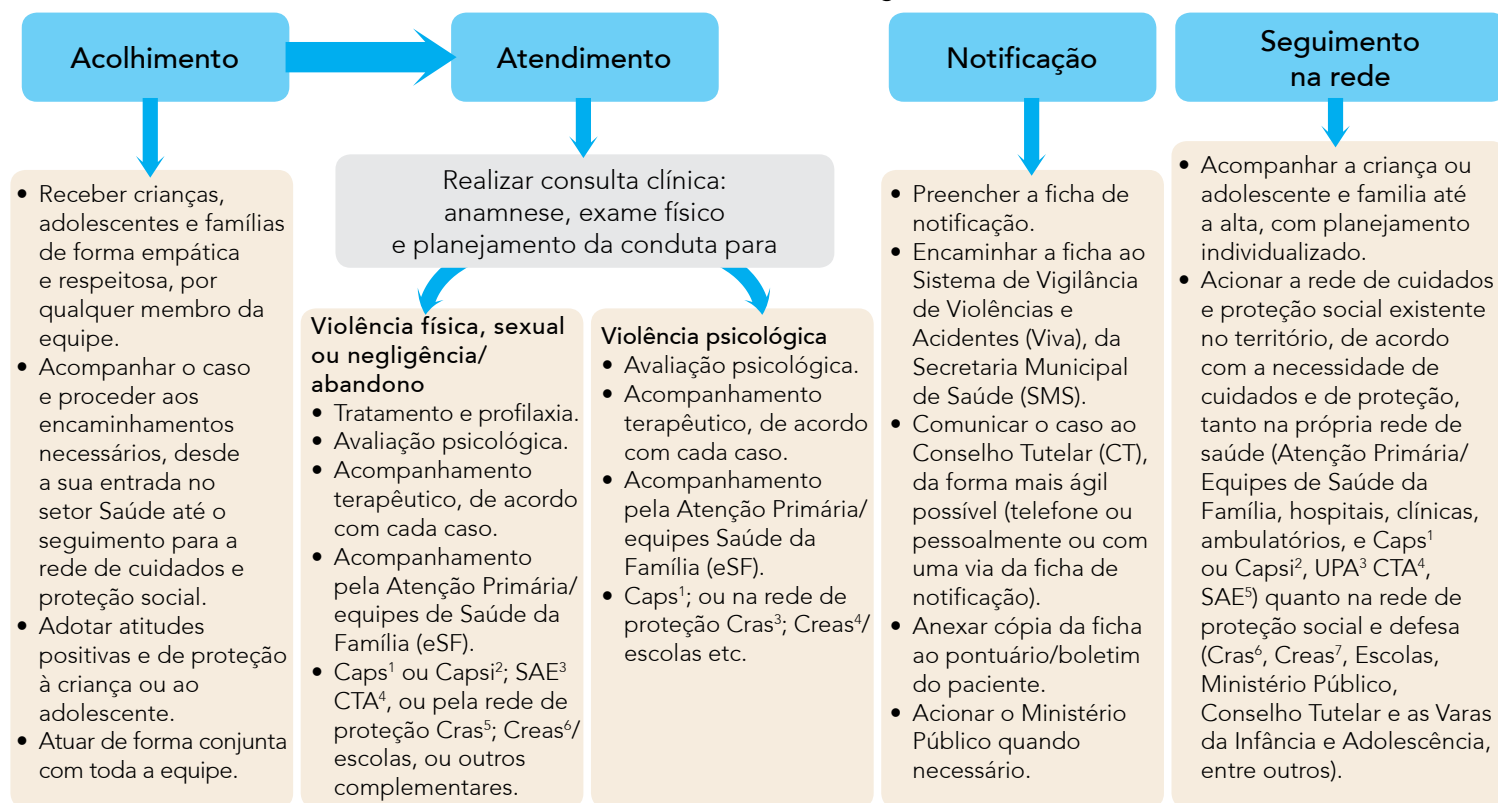 Acolhimento
Atendimento
Notificação
Seguimento
na rede
• Receber crianças,
adolescentes e famílias
de forma empática
e respeitosa, por
qualquer membro da
equipe.
• Acompanhar o caso
e proceder aos
encaminhamentos
necessários, desde
a sua entrada no
setor Saúde até o
seguimento para a
rede de cuidados e
proteção social.
• Adotar atitudes
positivas e de proteção
à criança ou ao
adolescente.
• Atuar de forma conjunta
com toda a equipe.
Realizar consulta clínica:
anamnese, exame físico
e planejamento da conduta para
Violência física, sexual
ou negligência/
abandono
• Tratamento e profilaxia.
• Avaliação psicológica.
• Acompanhamento
terapêutico, de acordo
com cada caso.
• Acompanhamento
pela Atenção Primária/
equipes de Saúde da
Família (eSF).
• Caps¹ ou Capsi²; SAE³
CTA⁴, ou pela rede de
proteção Cras⁵; Creas⁶/
escolas, ou outros
complementares.
Violência psicológica
• Avaliação psicológica.
• Acompanhamento
terapêutico, de acordo
com cada caso.
• Acompanhamento
pela Atenção Primária/
equipes Saúde da
Família (eSF).
• Caps¹; ou na rede de
proteção Cras³; Creas⁴/
escolas etc.
• Preencher a ficha de
notificação.
• Encaminhar a ficha ao
Sistema de Vigilância
de Violências e
Acidentes (Viva), da
Secretaria Municipal
de Saúde (SMS).
• Comunicar o caso ao
Conselho Tutelar (CT),
da forma mais ágil
possível (telefone ou
pessoalmente ou com
uma via da ficha de
notificação).
• Anexar cópia da ficha
ao pontuário/boletim
do paciente.
• Acionar o Ministério
Público quando
necessário.
• Acompanhar a criança ou
adolescente e familia até
a alta, com planejamento
individualizado.
• Acionar a rede de cuidados
e proteção social existente
no território, de acordo
com a necessidade de
cuidados e de proteção,
tanto na própria rede de
saúde (Atenção Primária/
Equipes de Saúde da
Família, hospitais, clínicas,
ambulatórios, e Caps¹
ou Capsi², UPA³ CTA⁴,
SAE⁵) quanto na rede de
proteção social e defesa
(Cras⁶, Creas⁷, Escolas,
Ministério Público,
Conselho Tutelar e as Varas
da Infância e Adolescência,
entre outros).